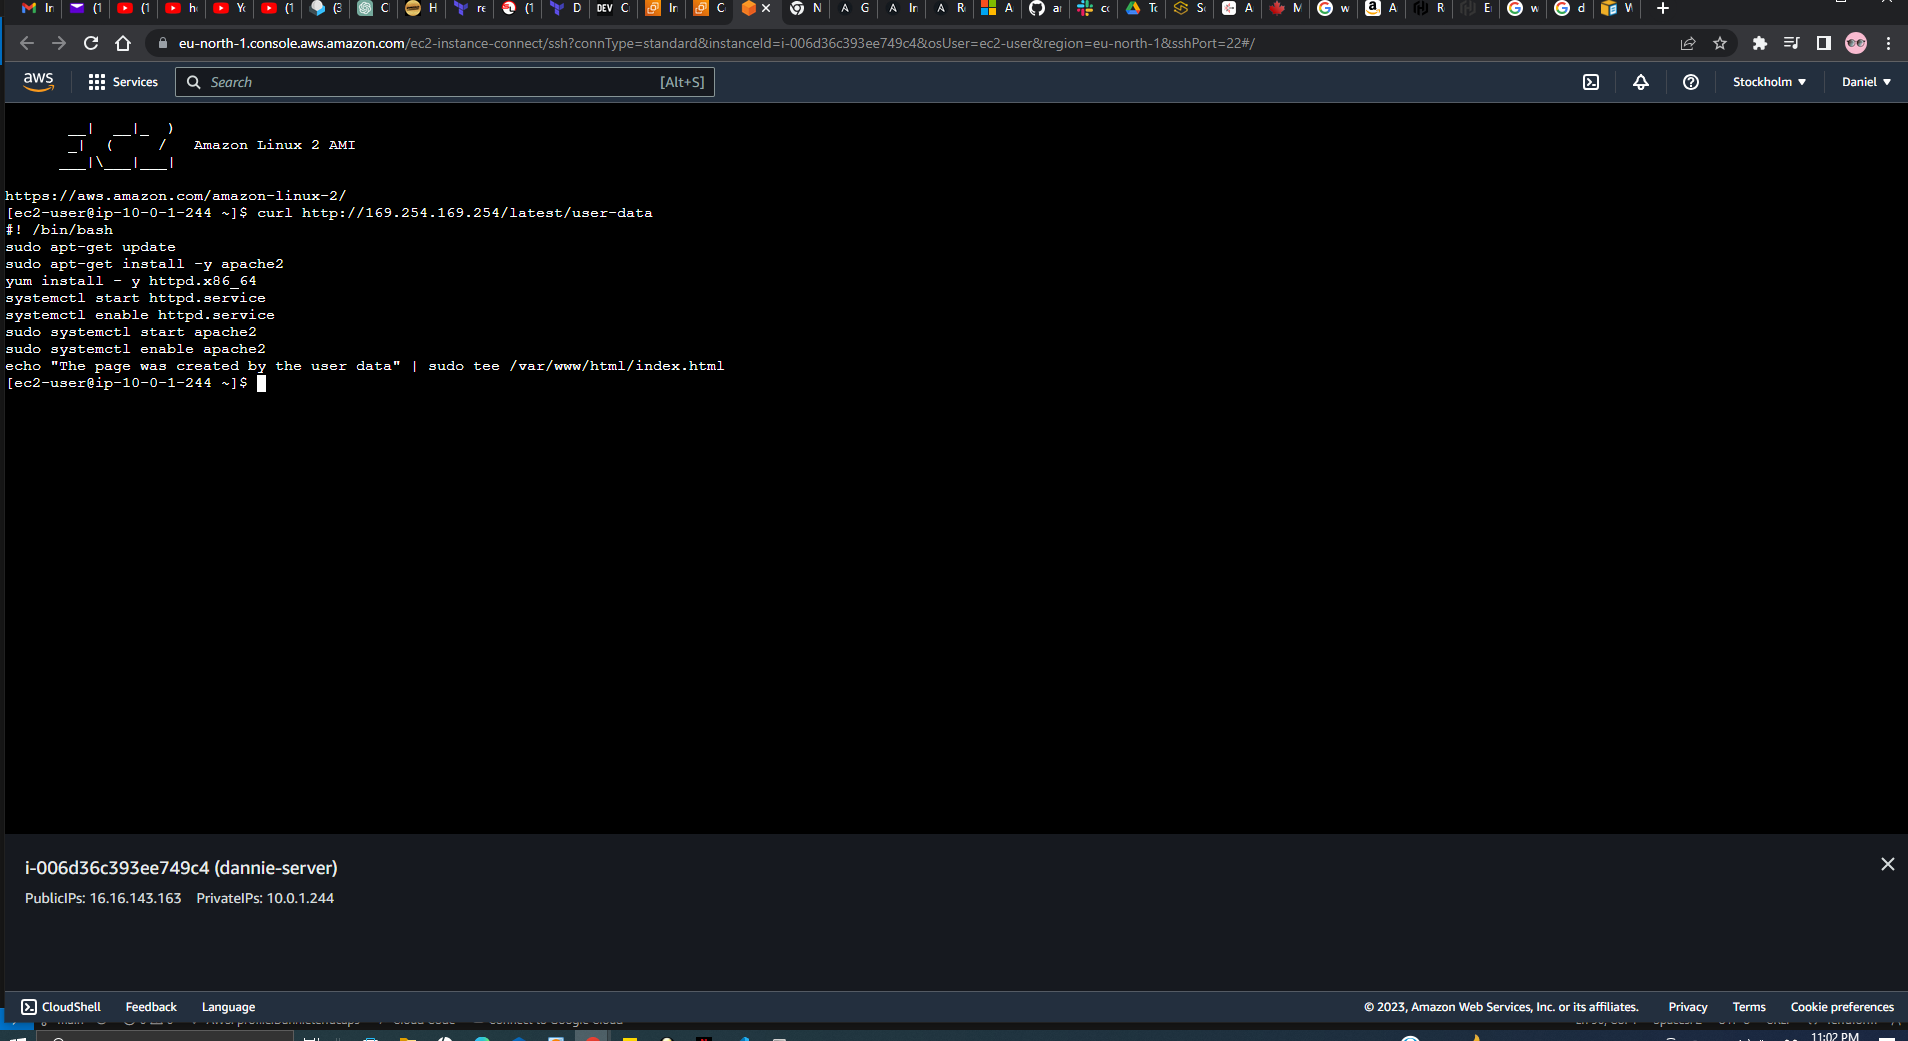 eu-north-1.console.aws.amazon.com/ec2-instance-connect/ssh?connType=standard&instanceId=i-006d36c393ee749c4&osUser=ec2-user&region=eu-north-1&sshPort=22#/
aws Services Search [Alt+S] Stockholm Daniel
__|  __|_  )
_|  (     /   Amazon Linux 2 AMI
___|\___|___|
https://aws.amazon.com/amazon-linux-2/
[ec2-user@ip-10-0-1-244 ~]$ curl http://169.254.169.254/latest/user-data
#! /bin/bash
sudo apt-get update
sudo apt-get install -y apache2
yum install - y httpd.x86_64
systemctl start httpd.service
systemctl enable httpd.service
sudo systemctl start apache2
sudo systemctl enable apache2
echo "The page was created by the user data" | sudo tee /var/www/html/index.html
[ec2-user@ip-10-0-1-244 ~]$
i-006d36c393ee749c4 (dannie-server)
PublicIPs: 16.16.143.163 PrivateIPs: 10.0.1.244
CloudShell Feedback Language © 2023, Amazon Web Services, Inc. or its affiliates. Privacy Terms Cookie preferences
11:02 PM